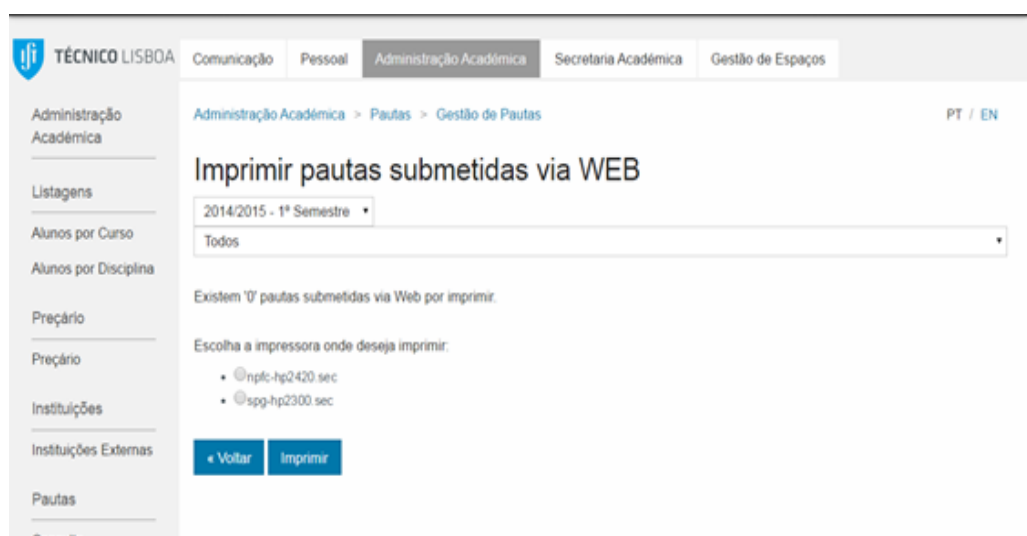 TÉCNICO LISBOA
Comunicação Pessoal Administração Académica Secretaria Académica Gestão de Espaços
Administração
Académica
Listagens
Alunos por Curso
Alunos por Disciplina
Preçário
Preçário
Instituições
Instituições Externas
Pautas
Administração Académica > Pautas > Gestão de Pautas
PT / EN
Imprimir pautas submetidas via WEB
2014/2015 - 1º Semestre
Todos
Existem '0' pautas submetidas via Web por imprimir.
Escolha a impressora onde deseja imprimir:
npfc-hp2420.sec
spg-hp2300.sec
« Voltar Imprimir